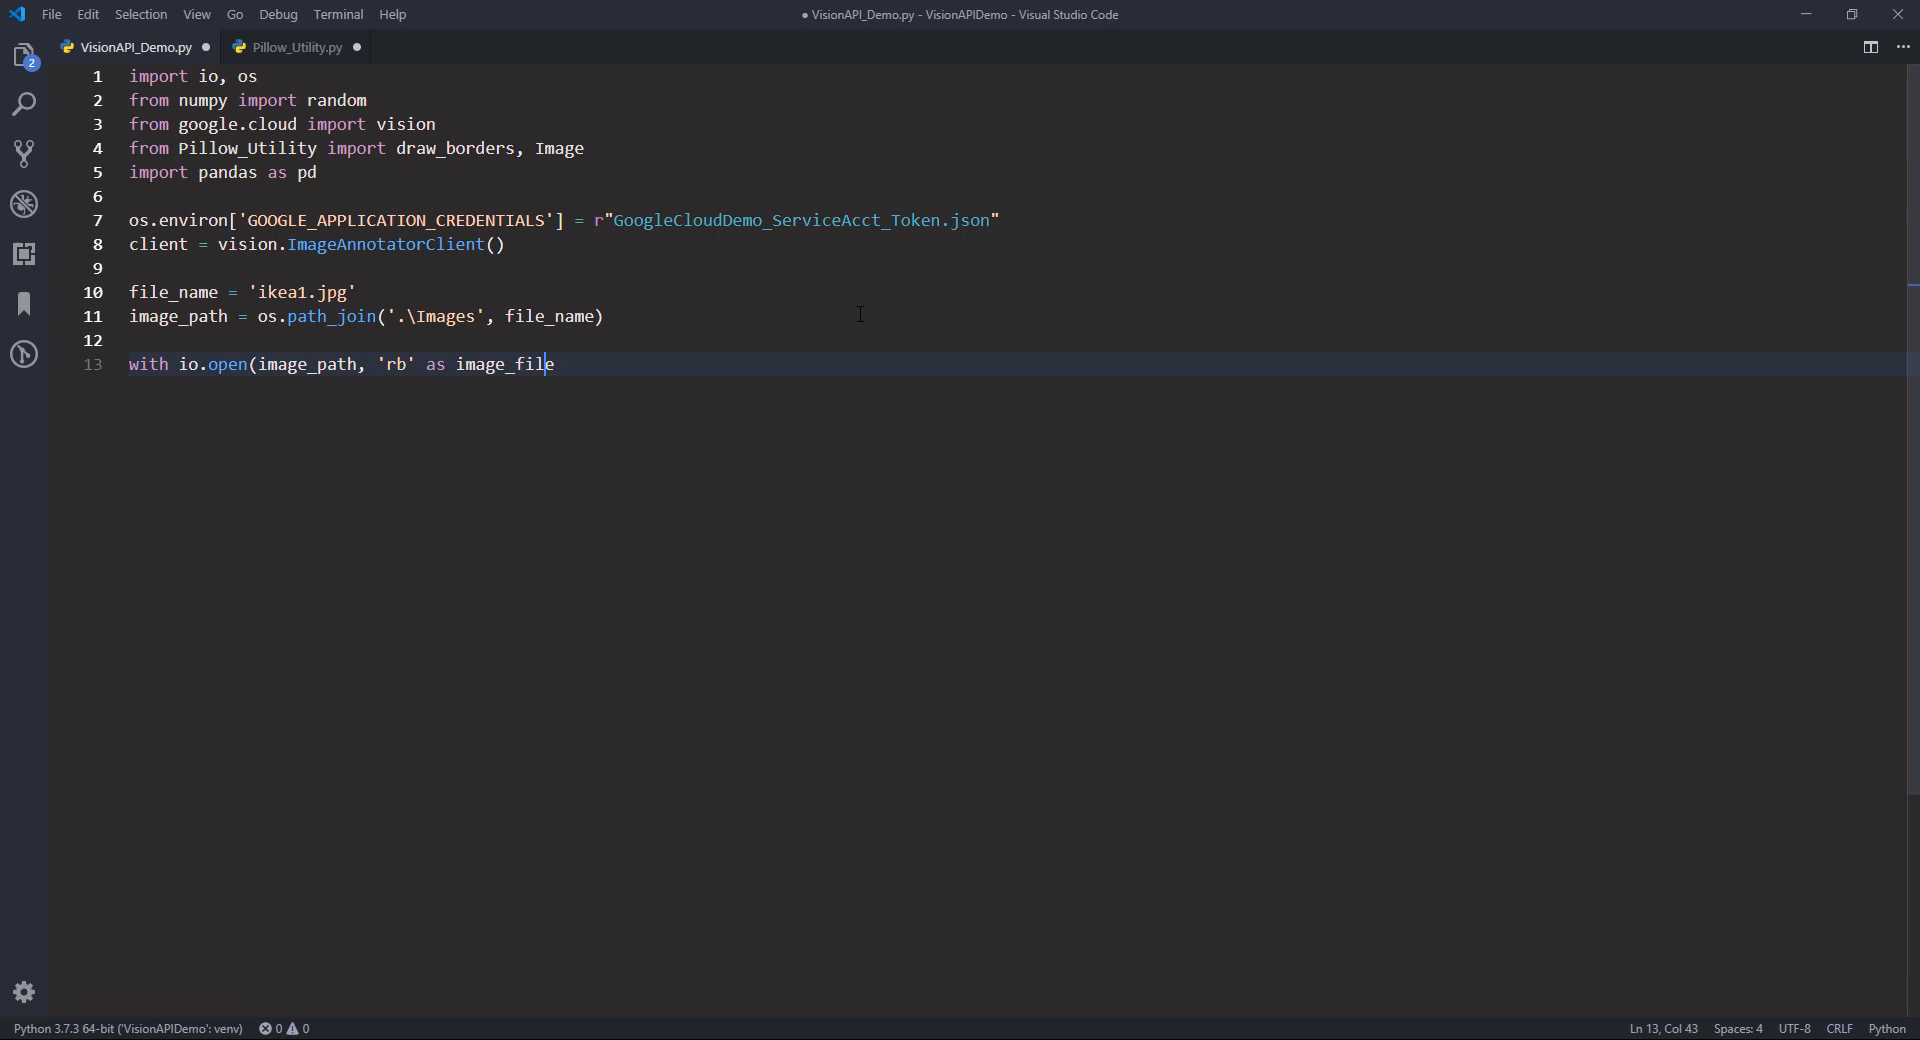 File Edit Selection View Go Debug Terminal Help
● VisionAPI_Demo.py - VisionAPIDemo - Visual Studio Code
VisionAPI_Demo.py ● Pillow_Utility.py ●
2
1 import io, os
2 from numpy import random
3 from google.cloud import vision
4 from Pillow_Utility import draw_borders, Image
5 import pandas as pd
6
7 os.environ['GOOGLE_APPLICATION_CREDENTIALS'] = r"GoogleCloudDemo_ServiceAcct_Token.json"
8 client = vision.ImageAnnotatorClient()
9
10 file_name = 'ikea1.jpg'
11 image_path = os.path_join('.\Images', file_name)
12
13 with io.open(image_path, 'rb' as image_file
Python 3.7.3 64-bit ('VisionAPIDemo': venv) 0 0
Ln 13, Col 43 Spaces: 4 UTF-8 CRLF Python